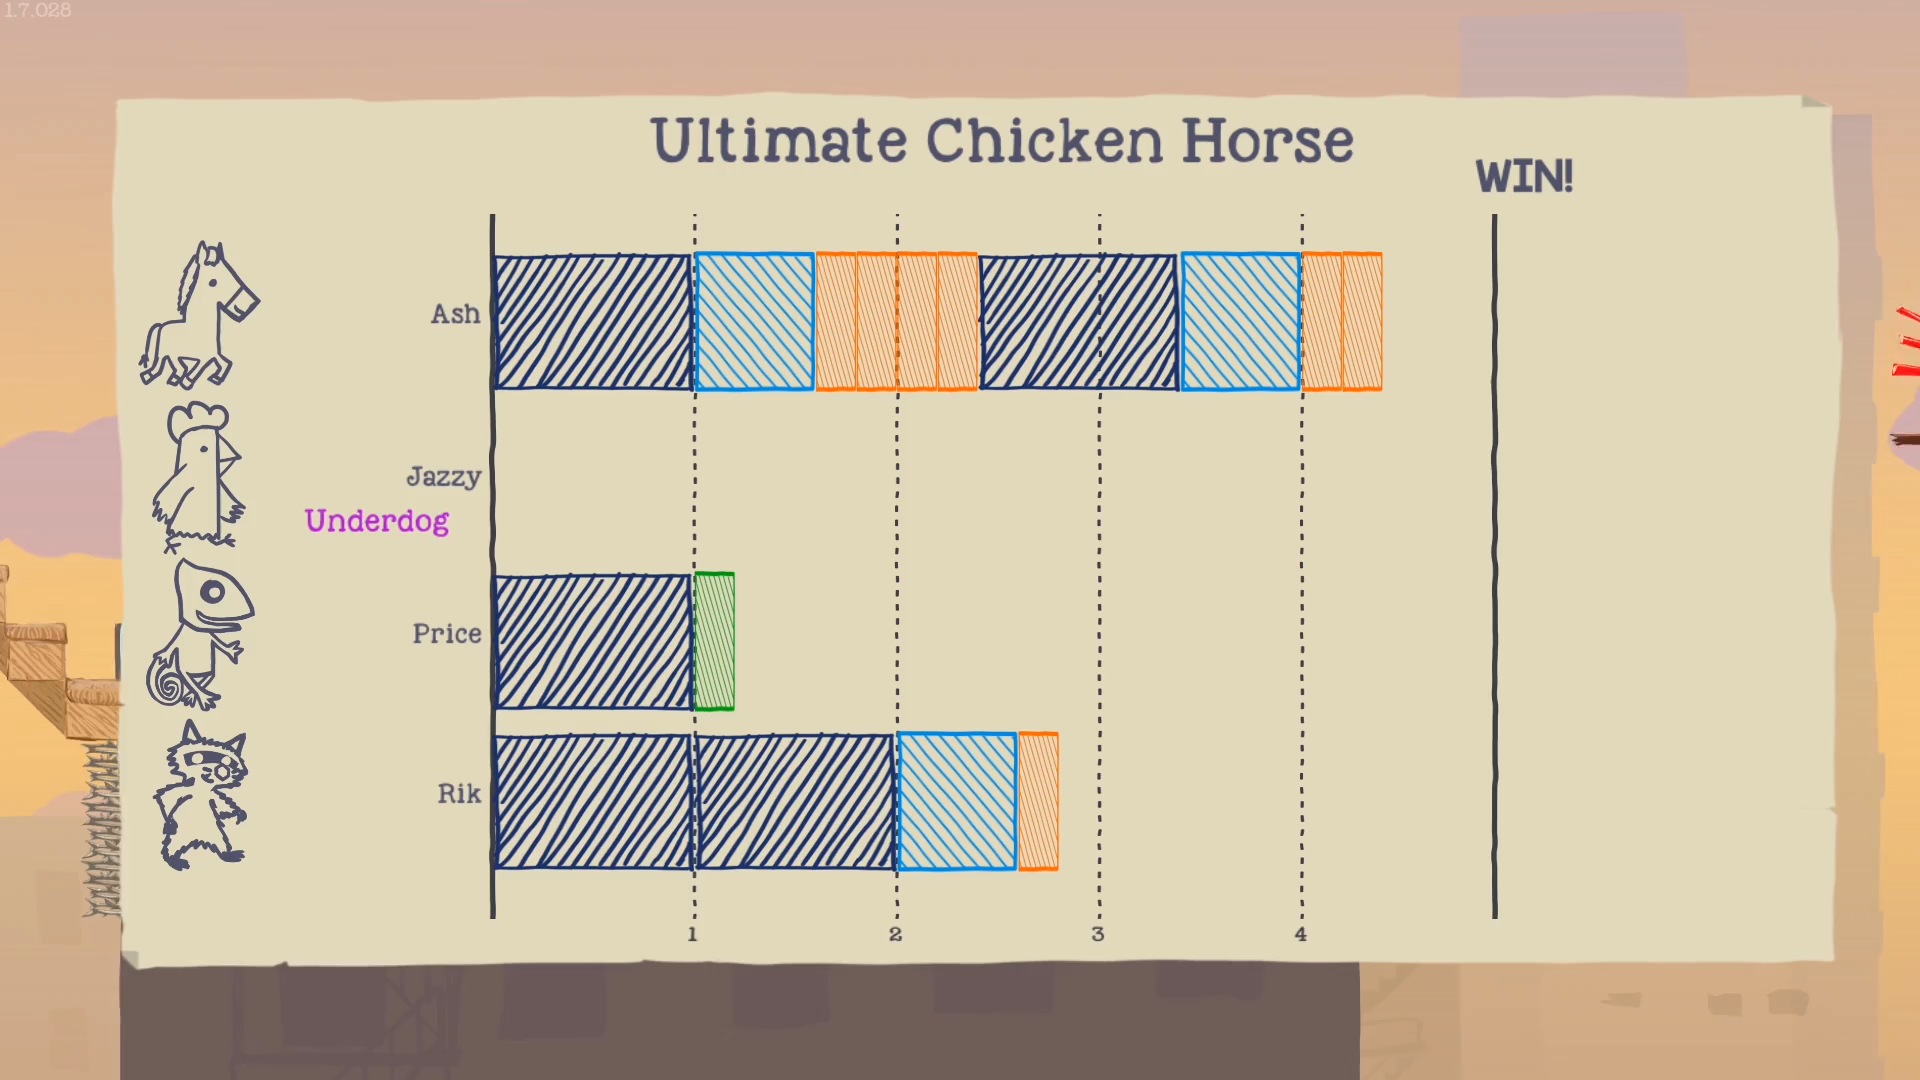 1.7.028
Ultimate Chicken Horse
WIN!
Ash
Jazzy
Underdog
Price
Rik
1 2 3 4